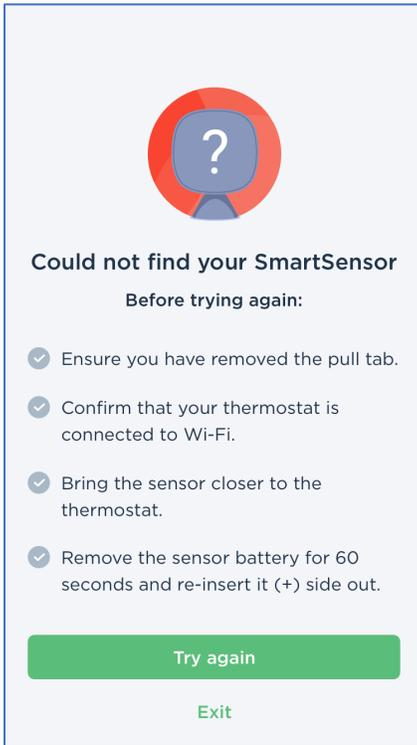 ?
Could not find your SmartSensor
Before trying again:
Ensure you have removed the pull tab.
Confirm that your thermostat is
connected to Wi-Fi.
Bring the sensor closer to the
thermostat.
Remove the sensor battery for 60
seconds and re-insert it (+) side out.
Try again
Exit